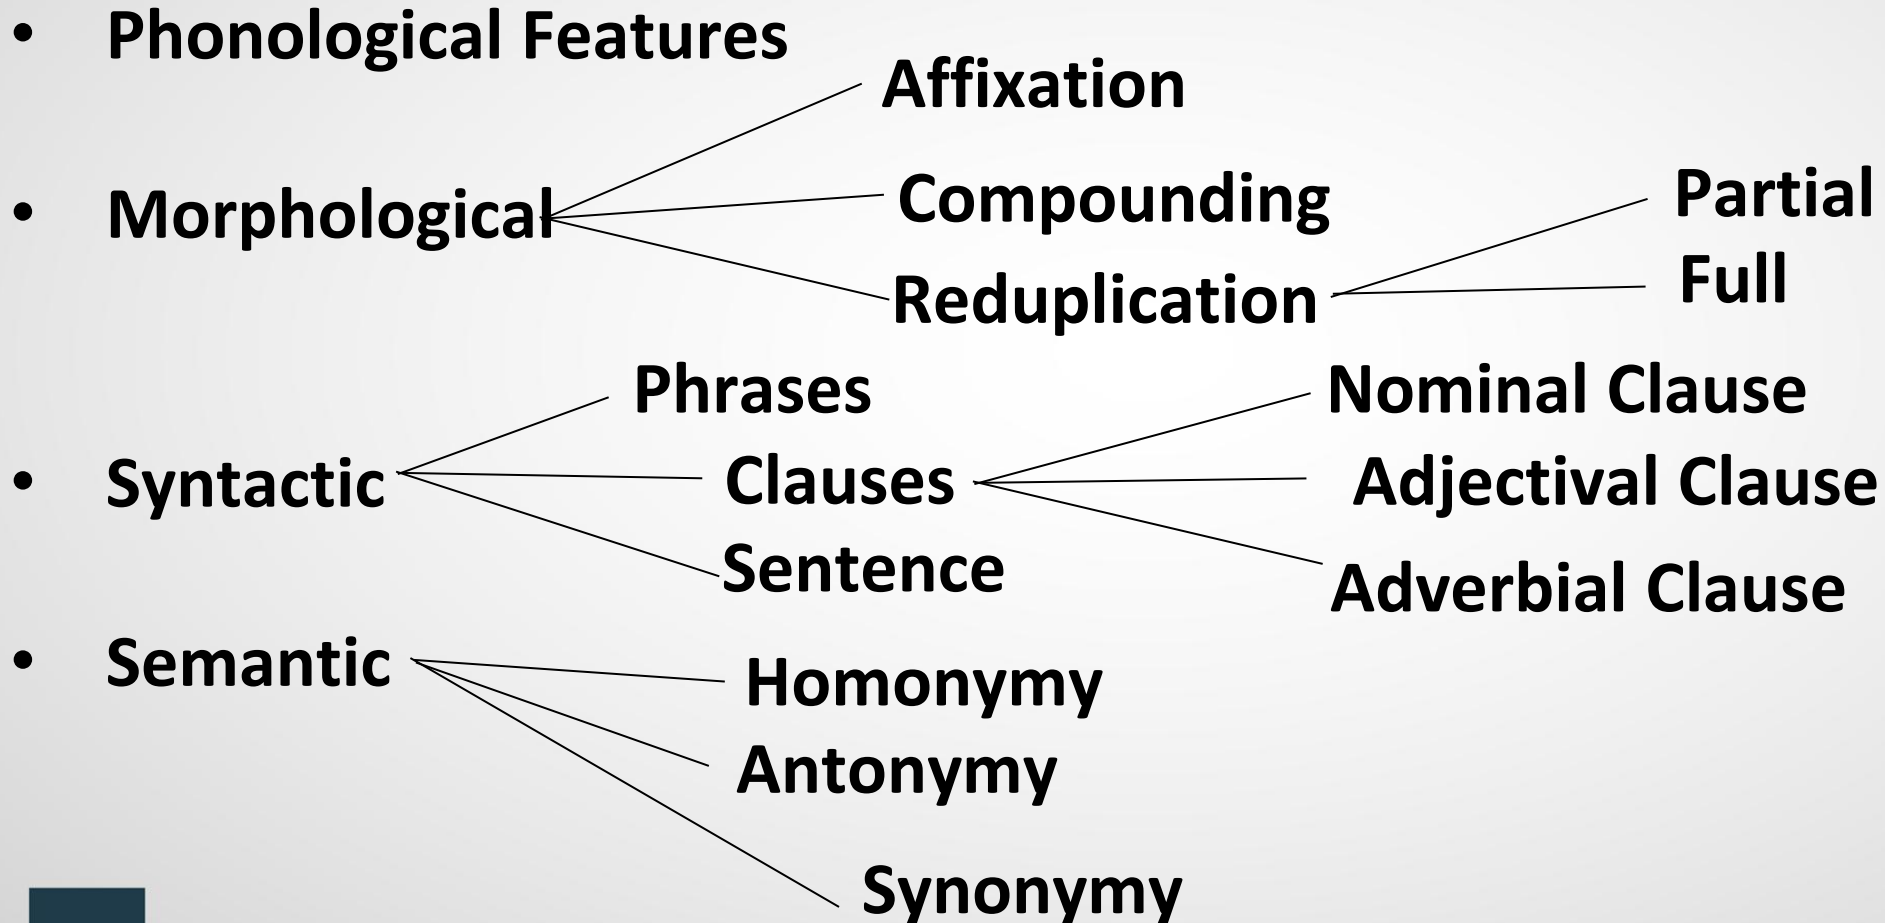 • Phonological Features
Affixation
• Morphological
Compounding
Reduplication
Partial
Full
• Syntactic
Phrases
Clauses
Sentence
Nominal Clause
Adjectival Clause
Adverbial Clause
• Semantic
Homonymy
Antonymy
Synonymy